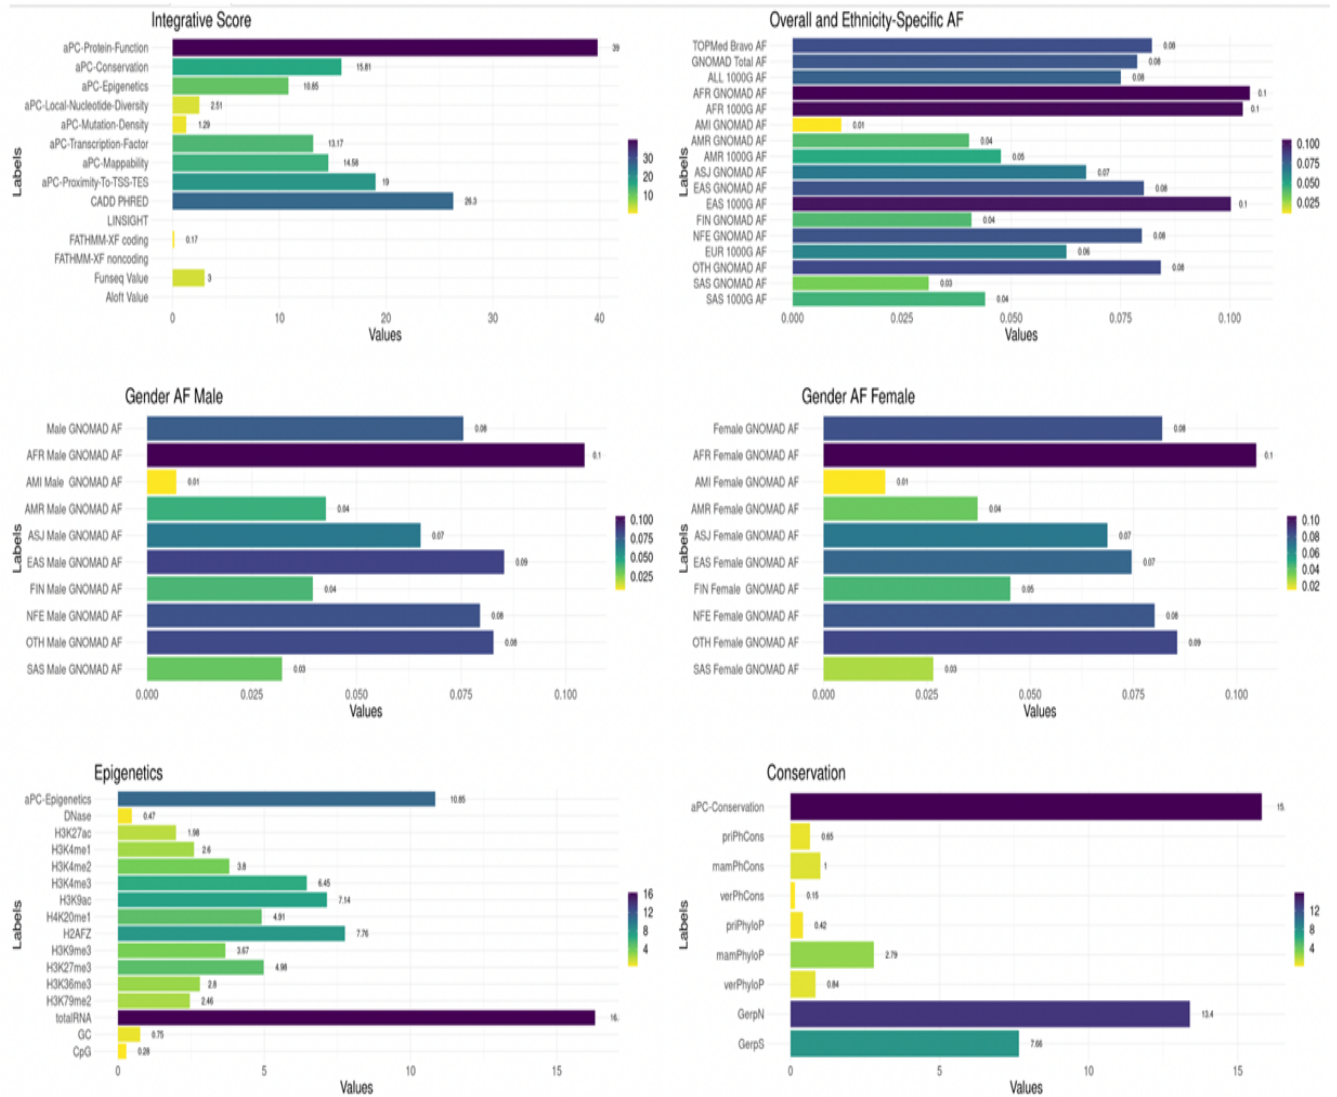 Integrative Score
Labels
aPC-Protein-Function 39
aPC-Conservation 15.81
aPC-Epigenetics 10.85
aPC-Local-Nucleotide-Diversity 2.51
aPC-Mutation-Density 1.29
aPC-Transcription-Factor 13.17
aPC-Mappability 14.58
aPC-Proximity-To-TSS-TES 19
CADD PHRED 26.3
LINSIGHT
FATHMM-XF coding 0.17
FATHMM-XF noncoding
Funseq Value 3
Aloft Value
0 10 20 30 40
Values
30
20
10
Overall and Ethnicity-Specific AF
Labels
TOPMed Bravo AF 0.08
GNOMAD Total AF 0.08
ALL 1000G AF 0.08
AFR GNOMAD AF 0.1
AFR 1000G AF 0.1
AMI GNOMAD AF 0.01
AMR GNOMAD AF 0.04
AMR 1000G AF 0.05
ASJ GNOMAD AF 0.07
EAS GNOMAD AF 0.08
EAS 1000G AF 0.1
FIN GNOMAD AF 0.04
NFE GNOMAD AF 0.08
EUR 1000G AF 0.06
OTH GNOMAD AF 0.08
SAS GNOMAD AF 0.03
SAS 1000G AF 0.04
0.000 0.025 0.050 0.075 0.100
Values
0.100
0.075
0.050
0.025
Gender AF Male
Labels
Male GNOMAD AF 0.08
AFR Male GNOMAD AF 0.1
AMI Male GNOMAD AF 0.01
AMR Male GNOMAD AF 0.04
ASJ Male GNOMAD AF 0.07
EAS Male GNOMAD AF 0.09
FIN Male GNOMAD AF 0.04
NFE Male GNOMAD AF 0.08
OTH Male GNOMAD AF 0.08
SAS Male GNOMAD AF 0.03
0.000 0.025 0.050 0.075 0.100
Values
0.100
0.075
0.050
0.025
Gender AF Female
Labels
Female GNOMAD AF 0.08
AFR Female GNOMAD AF 0.1
AMI Female GNOMAD AF 0.01
AMR Female GNOMAD AF 0.04
ASJ Female GNOMAD AF 0.07
EAS Female GNOMAD AF 0.07
FIN Female GNOMAD AF 0.05
NFE Female GNOMAD AF 0.08
OTH Female GNOMAD AF 0.09
SAS Female GNOMAD AF 0.03
0.000 0.025 0.050 0.075 0.100
Values
0.10
0.08
0.06
0.04
0.02
Epigenetics
Labels
aPC-Epigenetics 10.85
DNase 0.47
H3K27ac 1.98
H3K4me1 2.6
H3K4me2 3.8
H3K4me3 6.45
H3K9ac 7.14
H4K20me1 4.91
H2AFZ 7.76
H3K9me3 3.67
H3K27me3 4.98
H3K36me3 2.8
H3K79me2 2.46
totalRNA 16.
GC 0.75
CpG 0.28
0 5 10 15
Values
16
12
8
4
Conservation
Labels
aPC-Conservation 15.
priPhCons 0.65
mamPhCons 1
verPhCons 0.15
priPhyloP 0.42
mamPhyloP 2.79
verPhyloP 0.84
GerpN 13.4
GerpS 7.66
0 5 10 15
Values
12
8
4